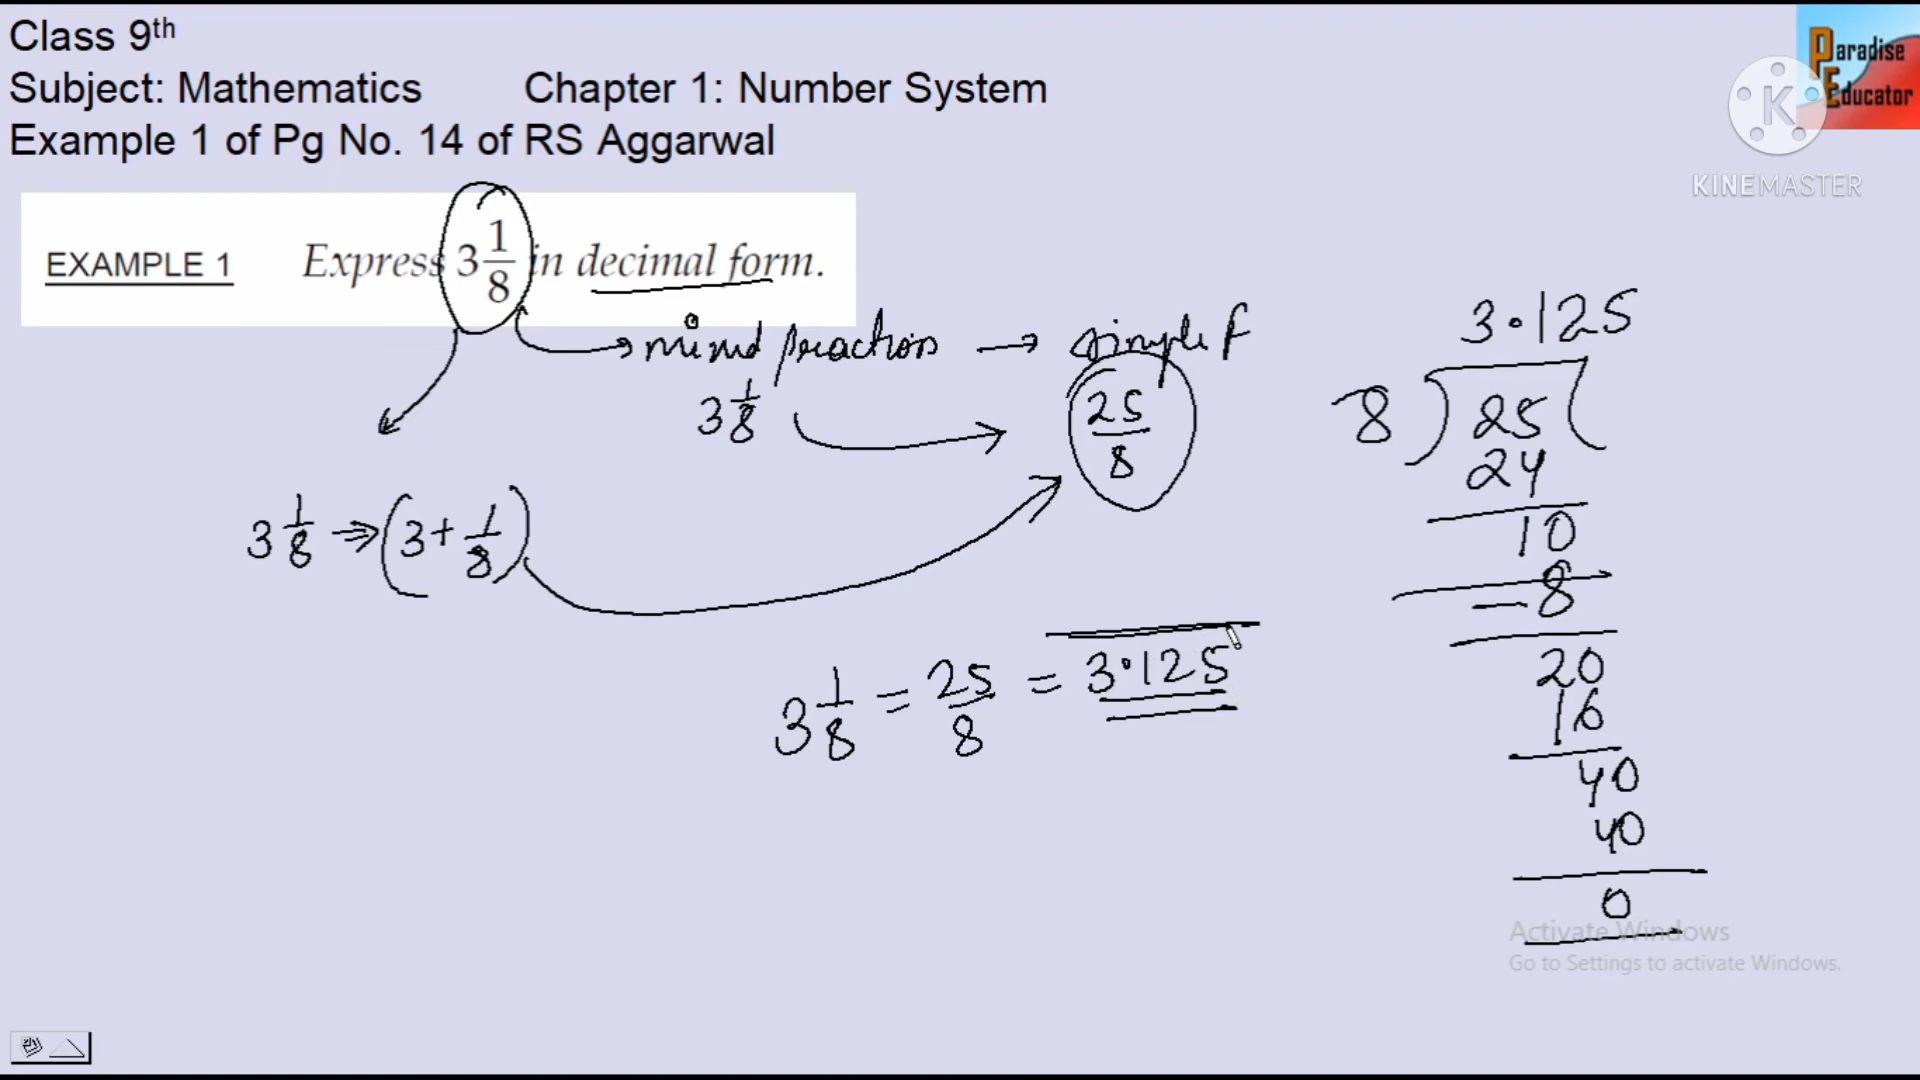 Class 9th
Subject: Mathematics Chapter 1: Number System
Example 1 of Pg No. 14 of RS Aggarwal
Paradise
Educator
K
KINEMASTER
EXAMPLE 1 Express 3 1/8 in decimal form.
mixed fraction → simple f
3 1/8
25/8
3 1/8 ⇒ (3 + 1/8)
3 1/8 = 25/8 = 3.125
3.125
8 ) 25 (
24
10
8
20
16
40
40
0
Activate Windows
Go to Settings to activate Windows.